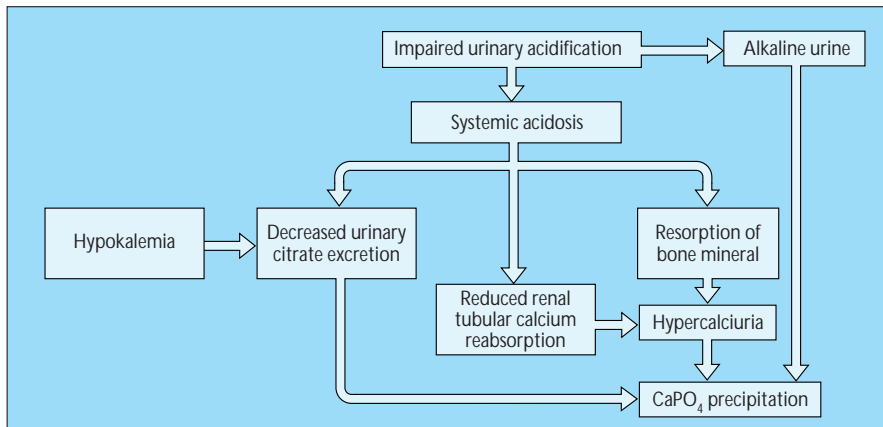 Impaired urinary acidification
Alkaline urine
Systemic acidosis
Hypokalemia
Decreased urinary
citrate excretion
Resorption of
bone mineral
Reduced renal
tubular calcium
reabsorption
Hypercalciuria
CaPO₄ precipitation